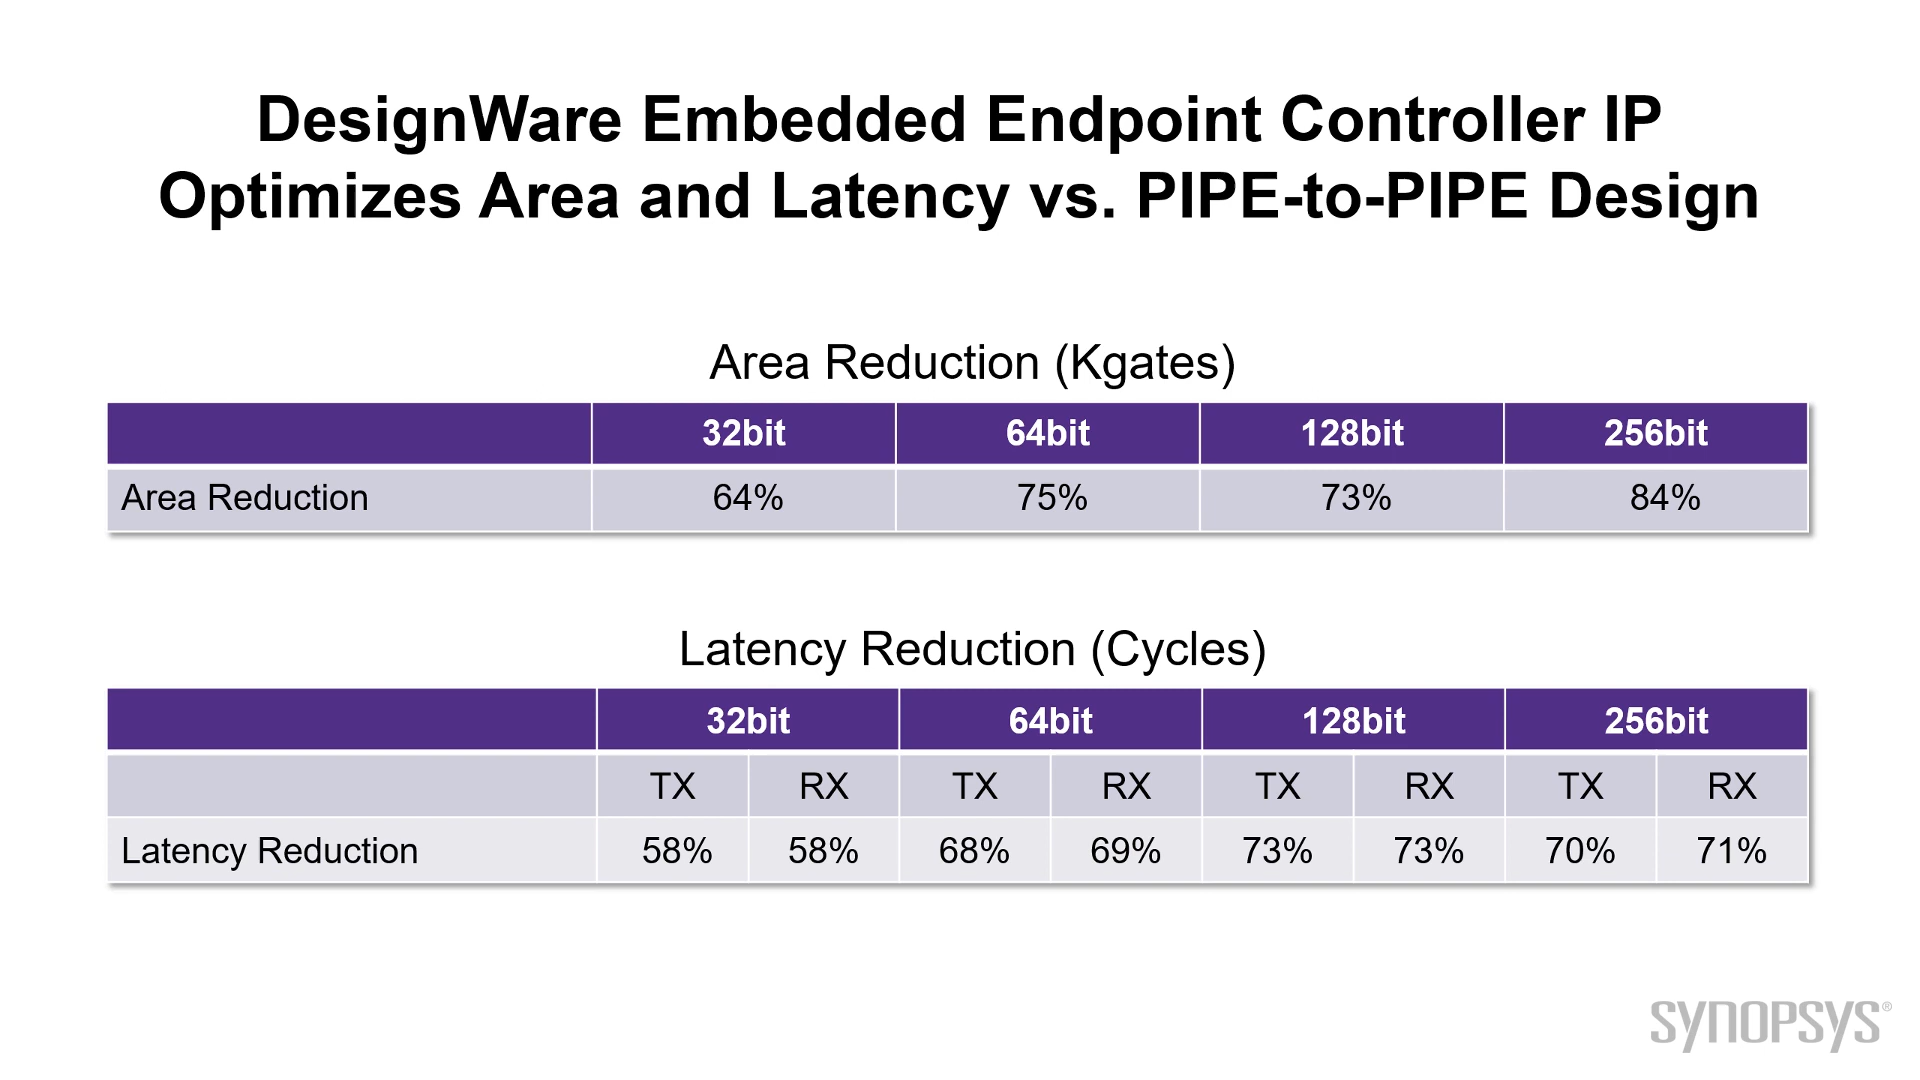 DesignWare Embedded Endpoint Controller IP
Optimizes Area and Latency vs. PIPE-to-PIPE Design
Area Reduction (Kgates)
32bit 64bit 128bit 256bit
Area Reduction 64% 75% 73% 84%
Latency Reduction (Cycles)
32bit 64bit 128bit 256bit
TX RX TX RX TX RX TX RX
Latency Reduction 58% 58% 68% 69% 73% 73% 70% 71%
SYNOPSYS®